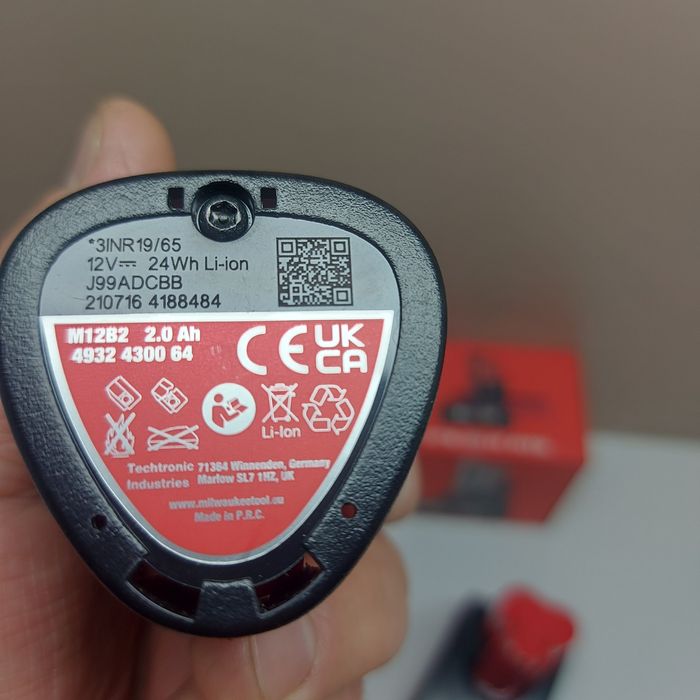 *3INR19/65
12V⎓ 24Wh Li-ion
J99ADCBB
210716 4188484
M12B2 2.0 Ah
4932 4300 64
CE UK
CA
Li-Ion
Techtronic 71364 Winnenden, Germany
Industries Marlow SL7 1HZ, UK
www.milwaukeetool.eu
Made in P.R.C.